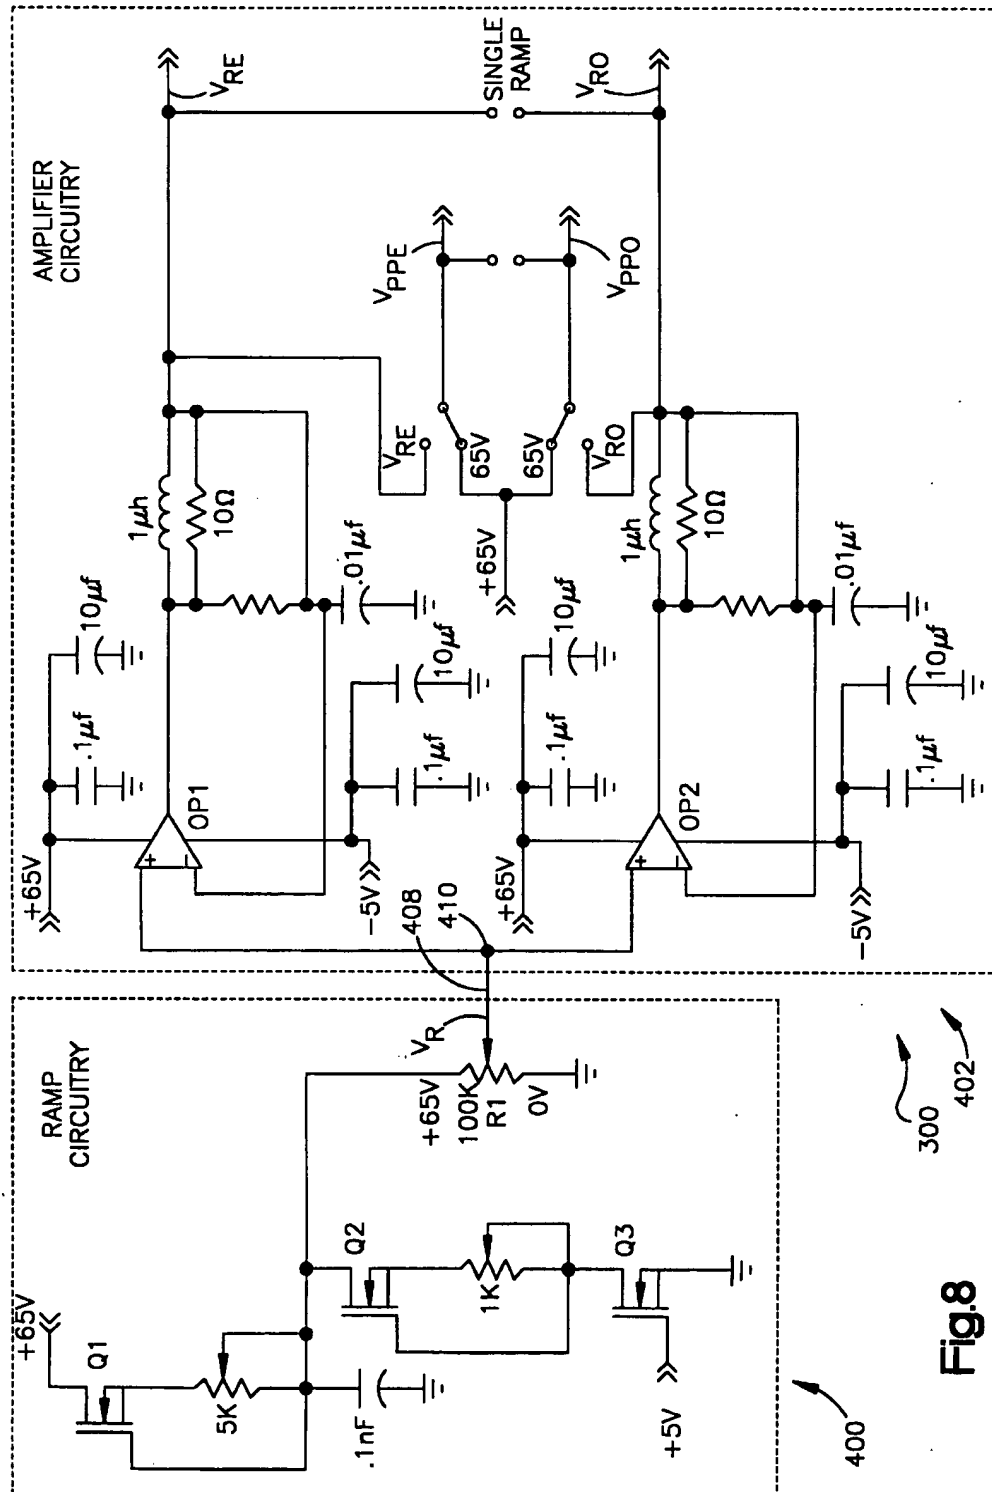 RAMP
CIRCUITRY
+65V
Q1
5K
.1nF
Q2
1K
Q3
+5V
+65V
100K
R1
0V
V_R
408
410
400
AMPLIFIER
CIRCUITRY
+65V
.1µf
10µf
OP1
+
−
−5V
.1µf
10µf
1µh
10Ω
.01µf
V_RE
V_RE
65V
+65V
65V
V_RO
V_PPE
V_PPO
SINGLE
RAMP
V_RO
+65V
.1µf
10µf
OP2
+
−
−5V
.1µf
10µf
1µh
10Ω
.01µf
300
402
Fig.8